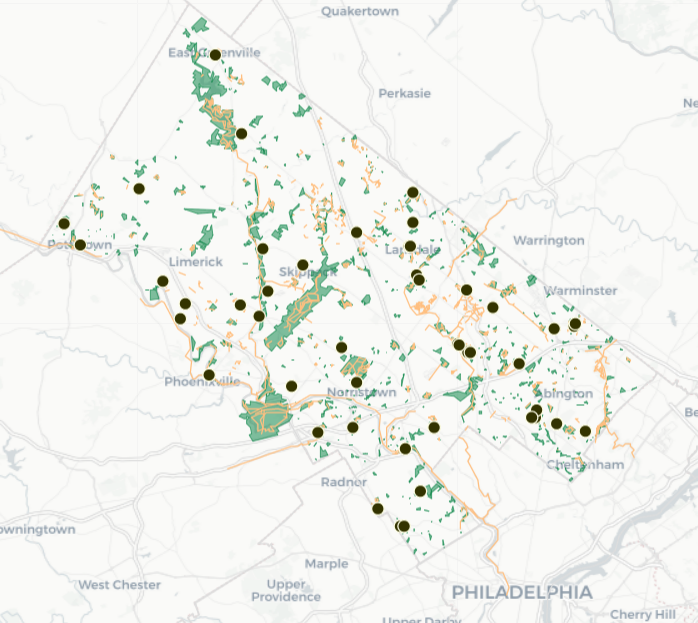 Quakertown
East Greenville
Perkasie
Ne
Pottstown
Lansdale
Warrington
Limerick
Skippack
Warminster
Phoenixville
Norristown
Abington
Be
Cheltenham
Radnor
owningtown
Marple
West Chester
Upper
Providence
PHILADELPHIA
Upper Darby
Cherry Hill